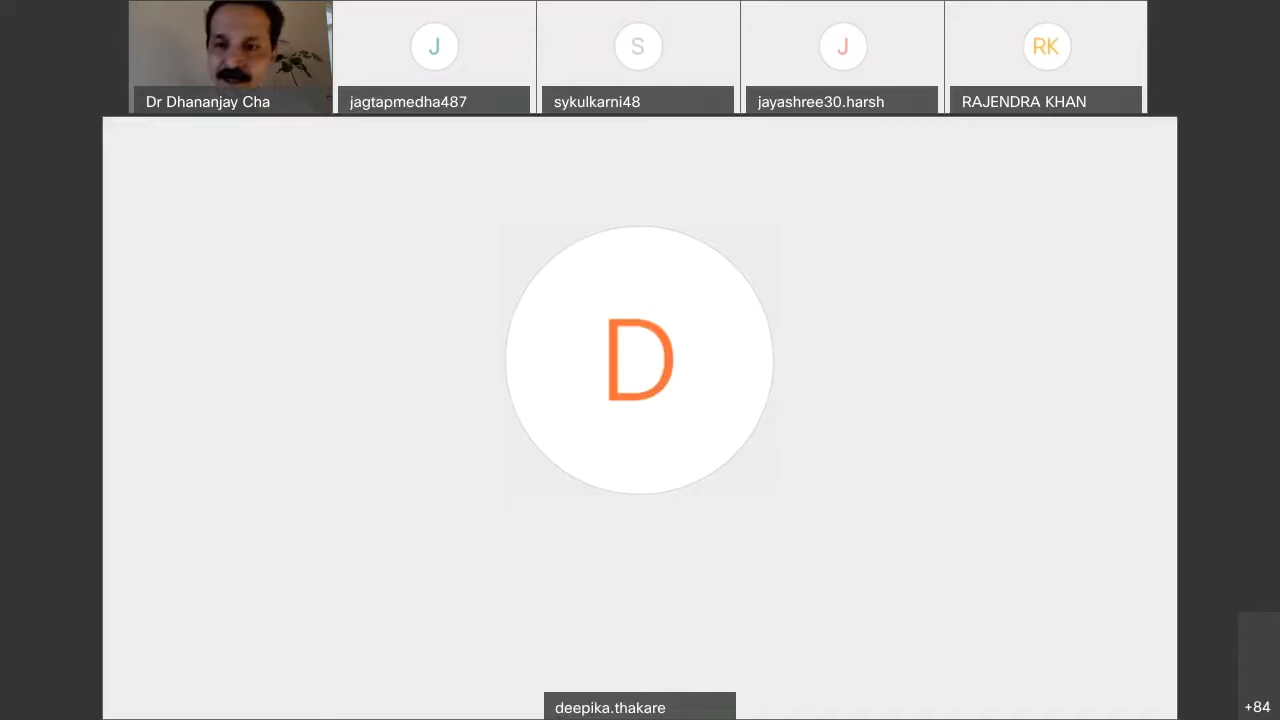 J
S
J
RK
Dr Dhananjay Cha
jagtapmedha487
sykulkarni48
jayashree30.harsh
RAJENDRA KHAN
D
deepika.thakare
+84